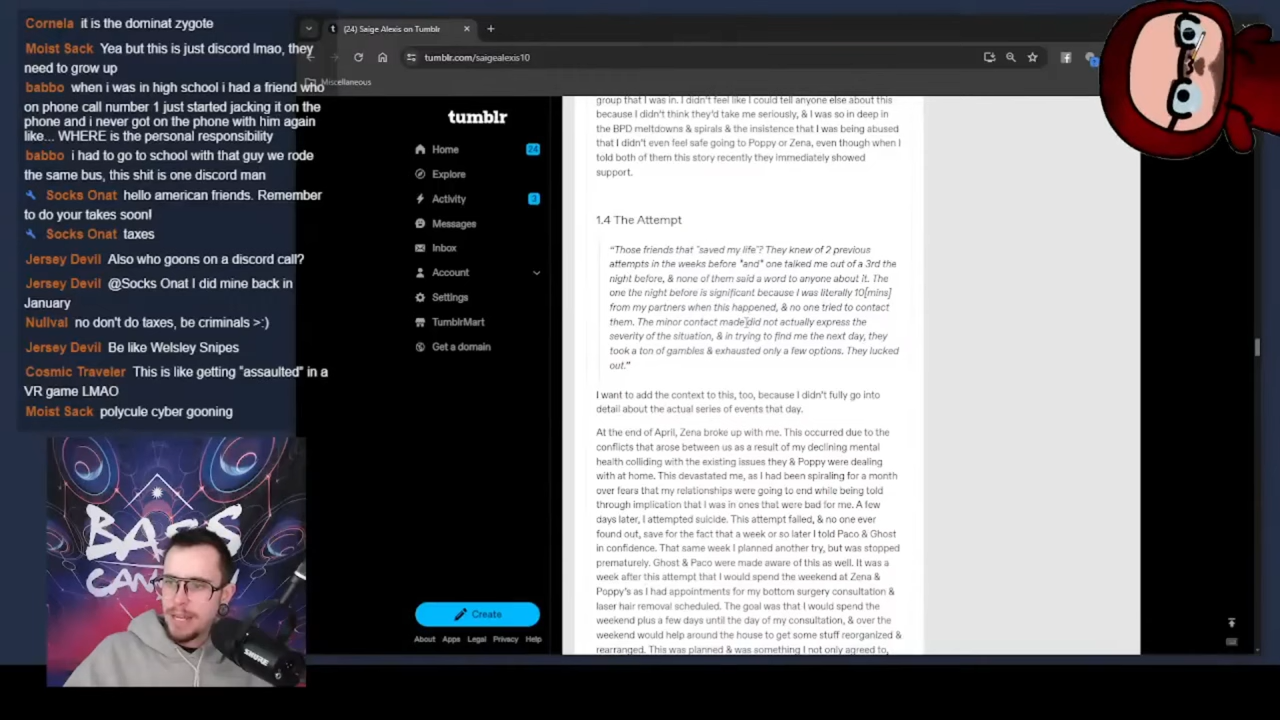 Cornela it is the dominat zygote
Moist Sack Yea but this is just discord lmao, they
need to grow up
babbo when i was in high school i had a friend who
on phone call number 1 just started jacking it on the
phone and i never got on the phone with him again
like... WHERE is the personal responsibility
babbo i had to go to school with that guy we rode
the same bus, this shit is one discord man
Socks Onat hello american friends. Remember
to do your takes soon!
Socks Onat taxes
Jersey Devil Also who goons on a discord call?
Jersey Devil @Socks Onat I did mine back in
January
Nullval no don't do taxes, be criminals >:)
Jersey Devil Be like Welsley Snipes
Cosmic Traveler This is like getting "assaulted" in a
VR game LMAO
Moist Sack polycule cyber gooning
(24) Saige Alexis on Tumblr
tumblr.com/saigealexis10
Miscellaneous
tumblr
Home 24
Explore
Activity 3
Messages
Inbox
Account
Settings
TumblrMart
Get a domain
Create
About Apps Legal Privacy Help
group that I was in. I didn't feel like I could tell anyone else about this
because I didn't think they'd take me seriously, & I was so in deep in
the BPD meltdowns & spirals & the insistence that I was being abused
that I didn't even feel safe going to Poppy or Zena, even though when I
told both of them this story recently they immediately showed
support.
1.4 The Attempt
"Those friends that "saved my life"? They knew of 2 previous
attempts in the weeks before *and* one talked me out of a 3rd the
night before, & none of them said a word to anyone about it. The
one the night before is significant because I was literally 10[mins]
from my partners when this happened, & no one tried to contact
them. The minor contact made did not actually express the
severity of the situation, & in trying to find me the next day, they
took a ton of gambles & exhausted only a few options. They lucked
out."
I want to add the context to this, too, because I didn't fully go into
detail about the actual series of events that day.
At the end of April, Zena broke up with me. This occurred due to the
conflicts that arose between us as a result of my declining mental
health colliding with the existing issues they & Poppy were dealing
with at home. This devastated me, as I had been spiraling for a month
over fears that my relationships were going to end while being told
through implication that I was in ones that were bad for me. A few
days later, I attempted suicide. This attempt failed, & no one ever
found out, save for the fact that a week or so later I told Paco & Ghost
in confidence. That same week I planned another try, but was stopped
prematurely. Ghost & Paco were made aware of this as well. It was a
week after this attempt that I would spend the weekend at Zena &
Poppy's as I had appointments for my bottom surgery consultation &
laser hair removal scheduled. The goal was that I would spend the
weekend plus a few days until the day of my consultation, & over the
weekend would help around the house to get some stuff reorganized &
rearranged. This was planned & was something I not only agreed to,
BASS
SHURE